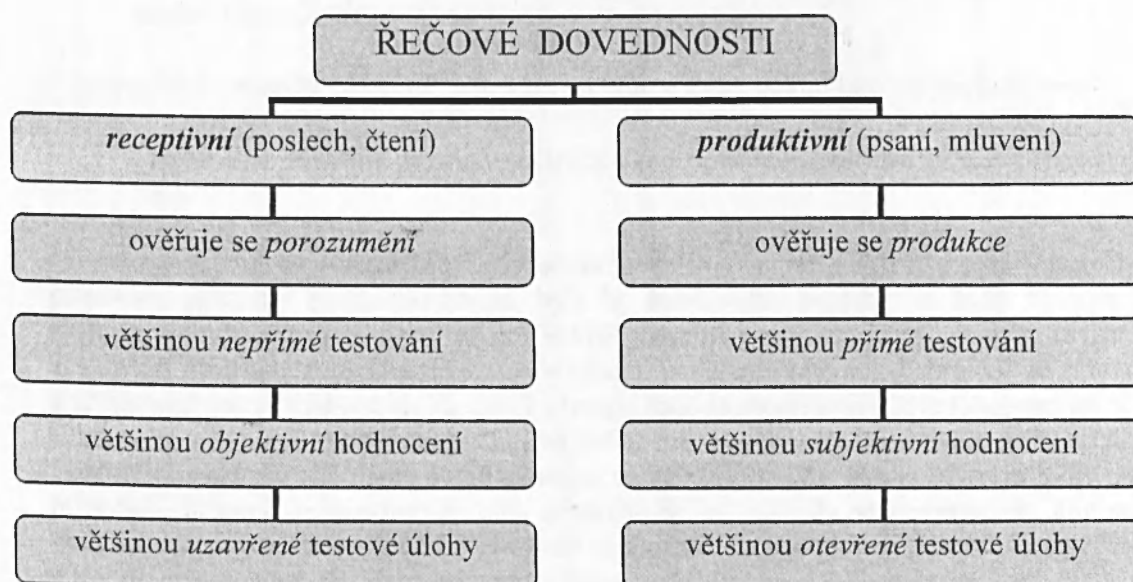 ŘEČOVÉ DOVEDNOSTI
receptivní (poslech, čtení)
produktivní (psaní, mluvení)
ověřuje se porozumění
ověřuje se produkce
většinou nepřímé testování
většinou přímé testování
většinou objektivní hodnocení
většinou subjektivní hodnocení
většinou uzavřené testové úlohy
většinou otevřené testové úlohy